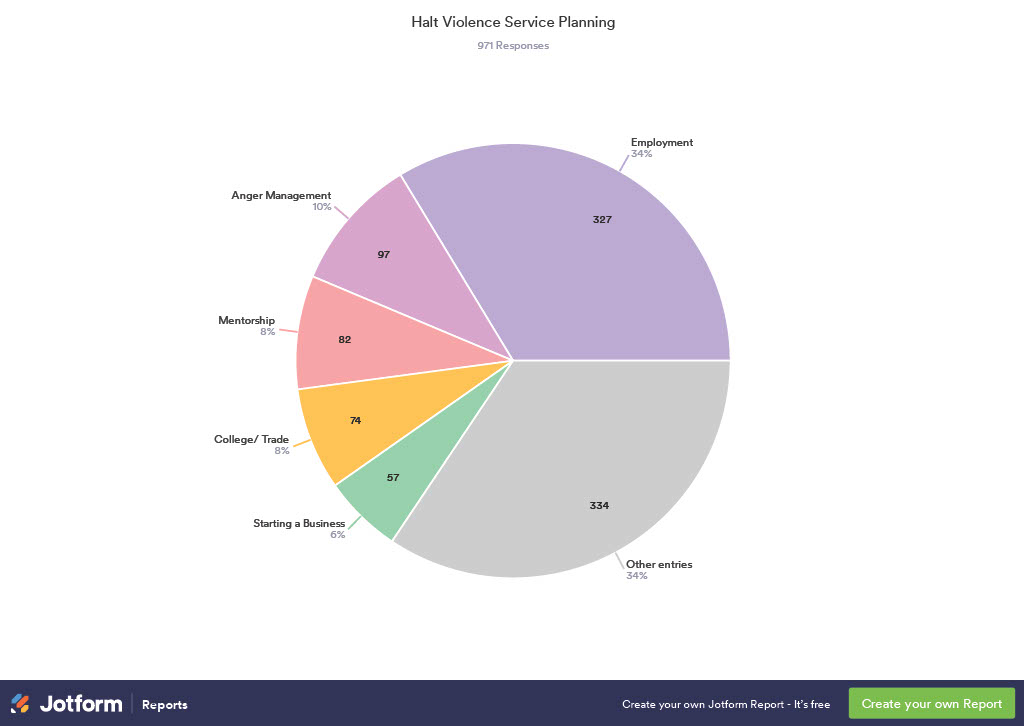 Halt Violence Service Planning
971 Responses
Employment
34%
327
Anger Management
10%
97
Mentorship
8%
82
College/ Trade
8%
74
Starting a Business
6%
57
334
Other entries
34%
Jotform Reports
Create your own Jotform Report - It's free
Create your own Report